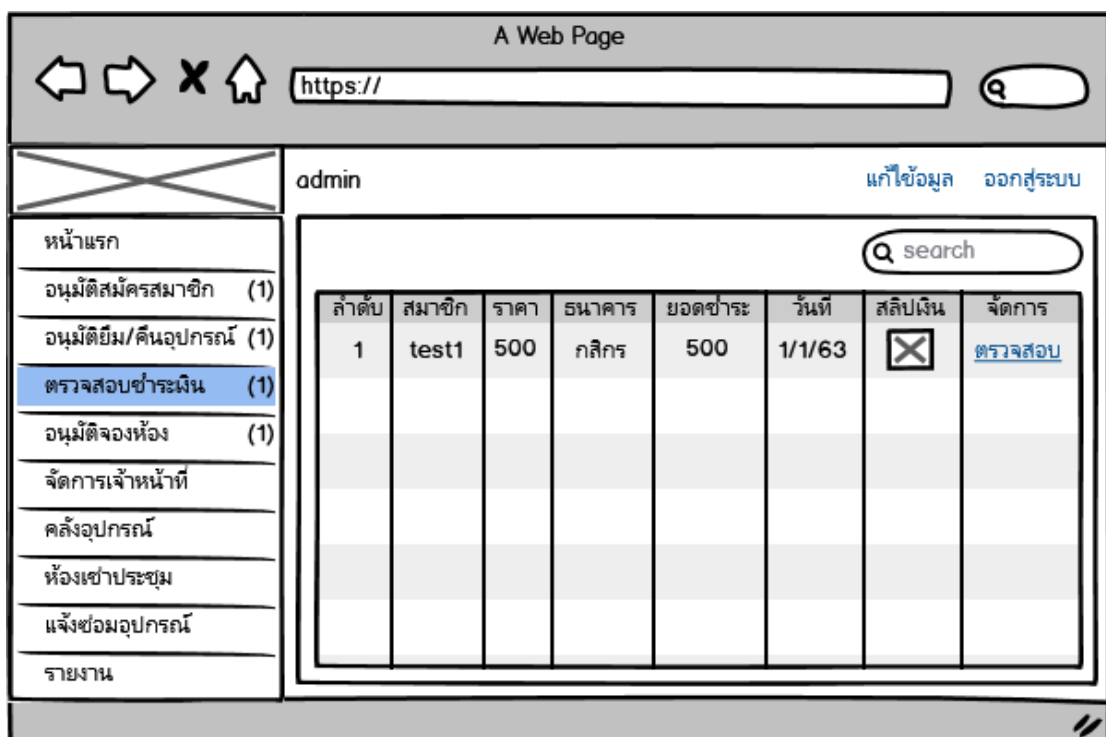 A Web Page
https://
admin
แก้ไข้อมูล ออกสู่ระบบ
หน้าแรก
อนุมัติสมัครสมาชิก (1)
อนุมัติยืม/คืนอุปกรณ์ (1)
ตรวจสอบชำระเงิน (1)
อนุมัติจองห้อง (1)
จัดการเจ้าหน้าที่
คลังอุปกรณ์
ห้องเช่าประชุม
แจ้งซ่อมอุปกรณ์
รายงาน
search
ลำดับ สมาชิก ราคา ธนาคาร ยอดชำระ วันที่ สลิปเงิน จัดการ
1 test1 500 กสิกร 500 1/1/63 ตรวจสอบ